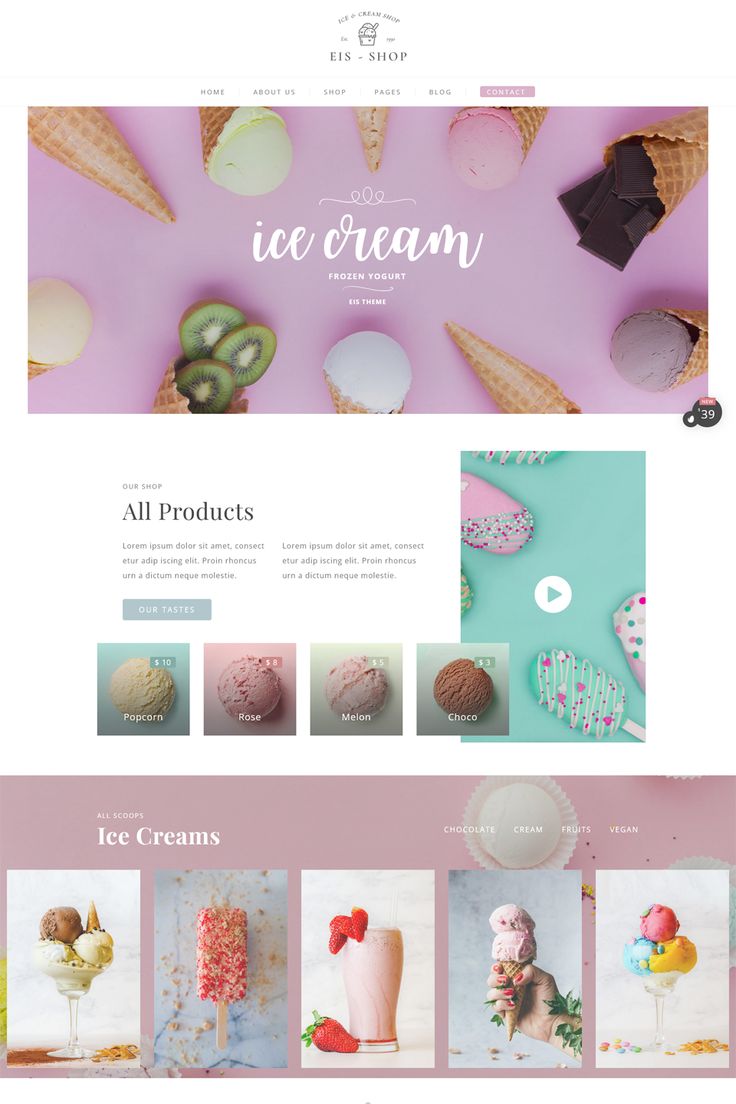 ICE & CREAM SHOP
Est. 1991
EIS - SHOP
HOME ABOUT US SHOP PAGES BLOG CONTACT
ice cream
FROZEN YOGURT
EIS THEME
NEW
$39
OUR SHOP
All Products
Lorem ipsum dolor sit amet, consect
etur adip iscing elit. Proin rhoncus
urn a dictum neque molestie.
Lorem ipsum dolor sit amet, consect
etur adip iscing elit. Proin rhoncus
urn a dictum neque molestie.
OUR TASTES
$ 10
Popcorn
$ 8
Rose
$ 5
Melon
$ 3
Choco
ALL SCOOPS
Ice Creams
CHOCOLATE CREAM FRUITS VEGAN